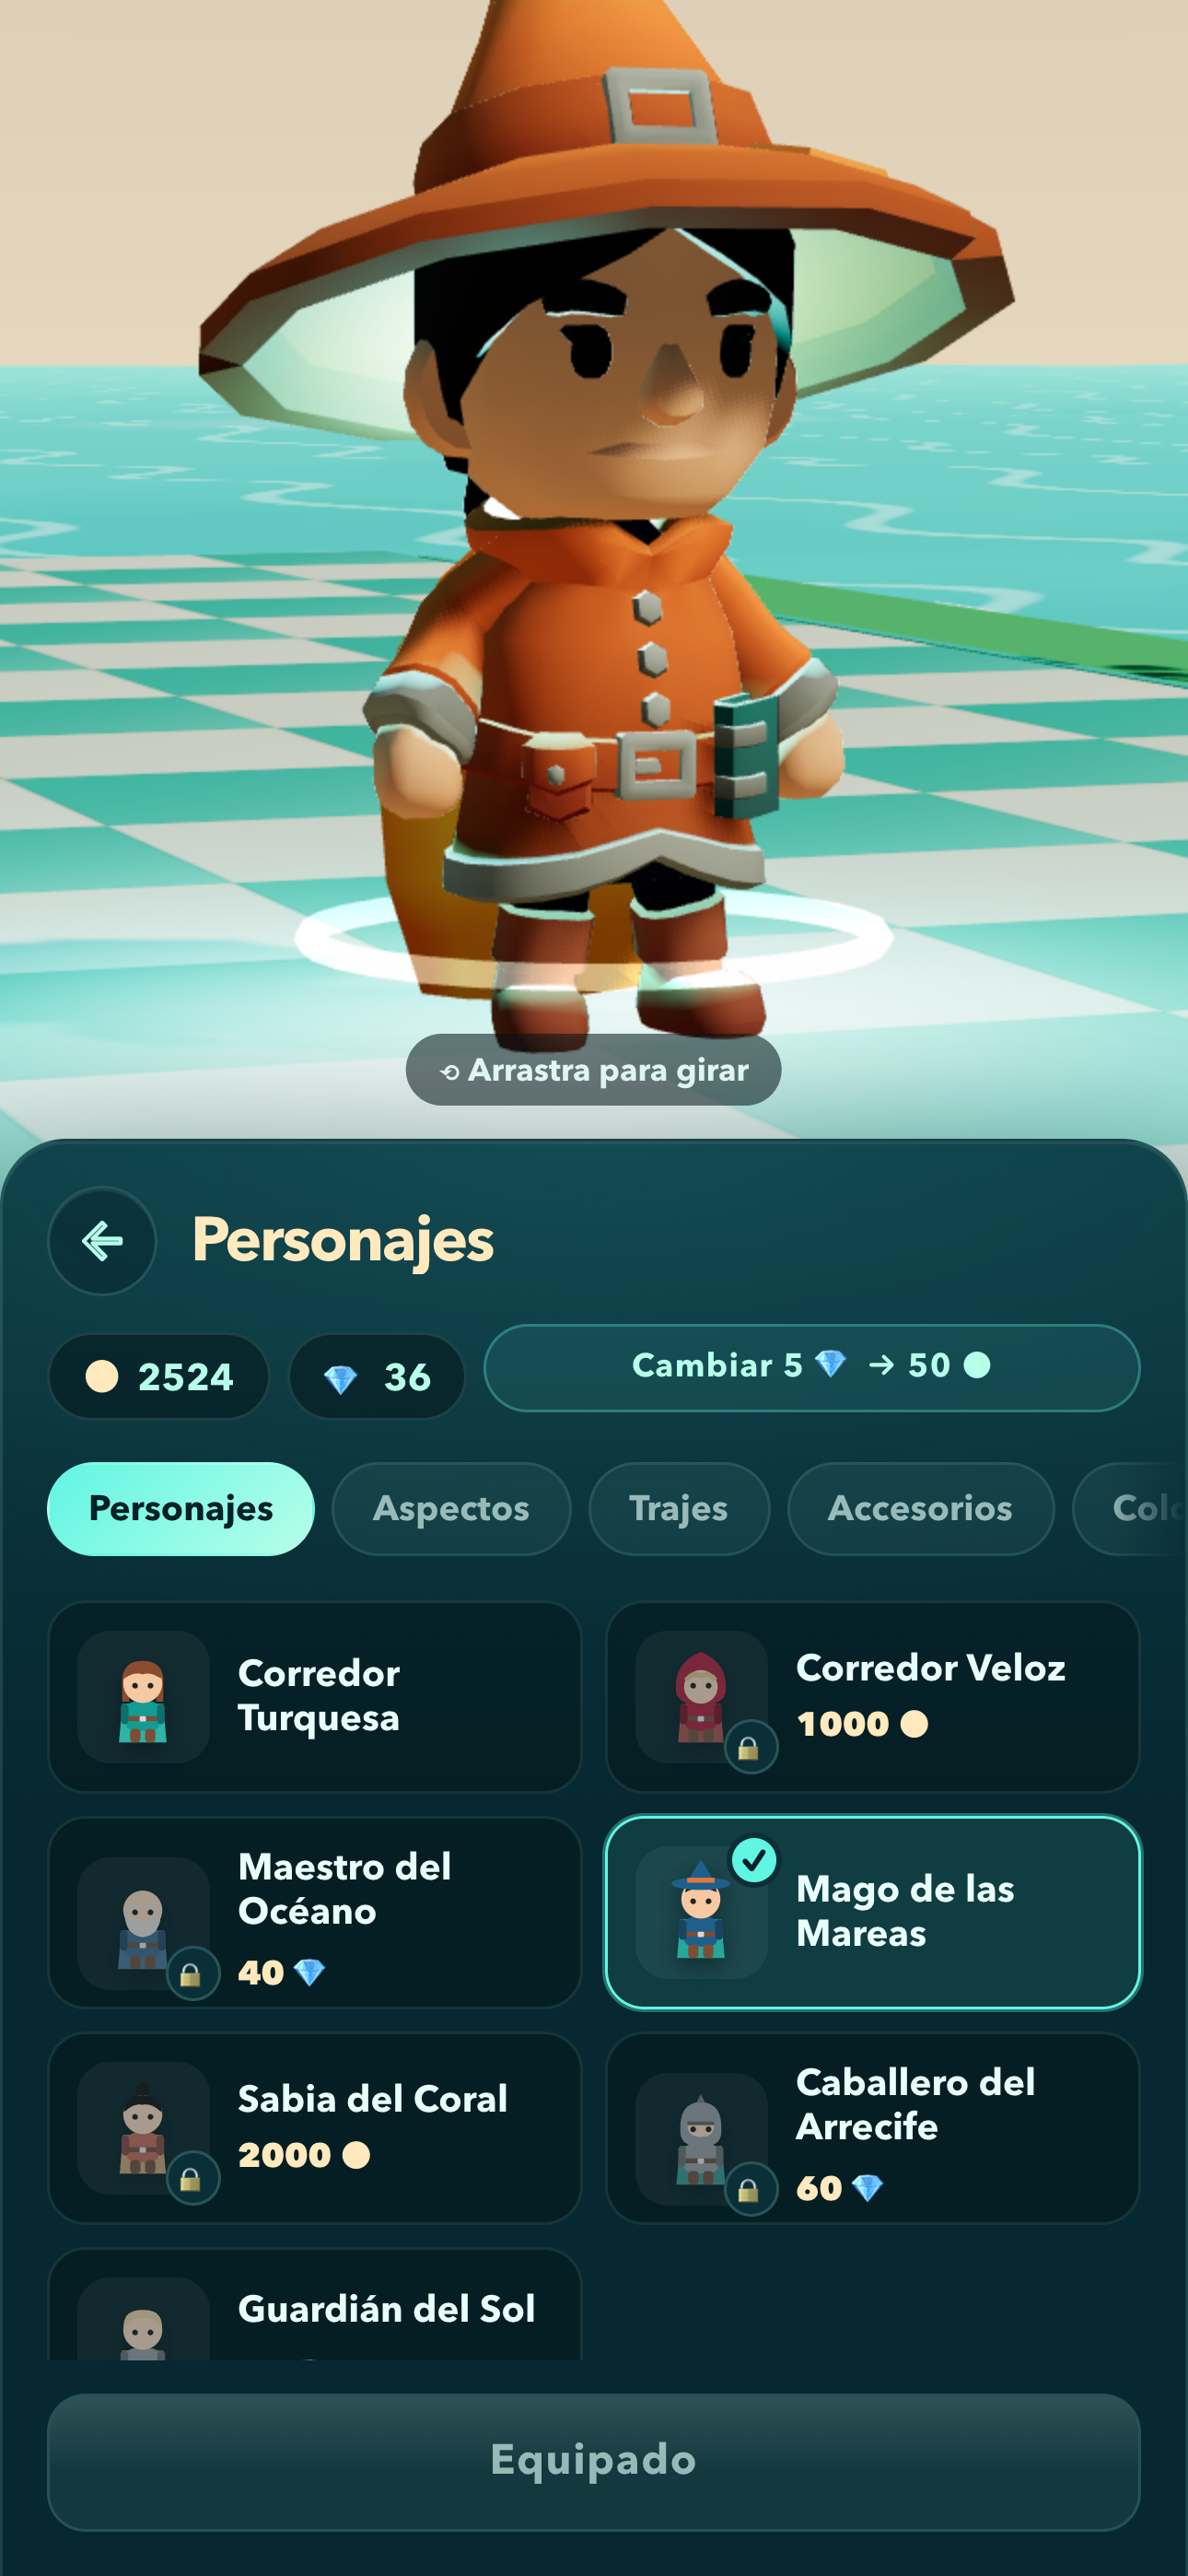 Arrastra para girar
Personajes
2524
36
Cambiar 5 💎 → 50
Personajes
Aspectos
Trajes
Accesorios
Corredor
Turquesa
Corredor Veloz
1000
Maestro del
Océano
40 💎
Mago de las
Mareas
Sabia del Coral
2000
Caballero del
Arrecife
60 💎
Guardián del Sol
Equipado